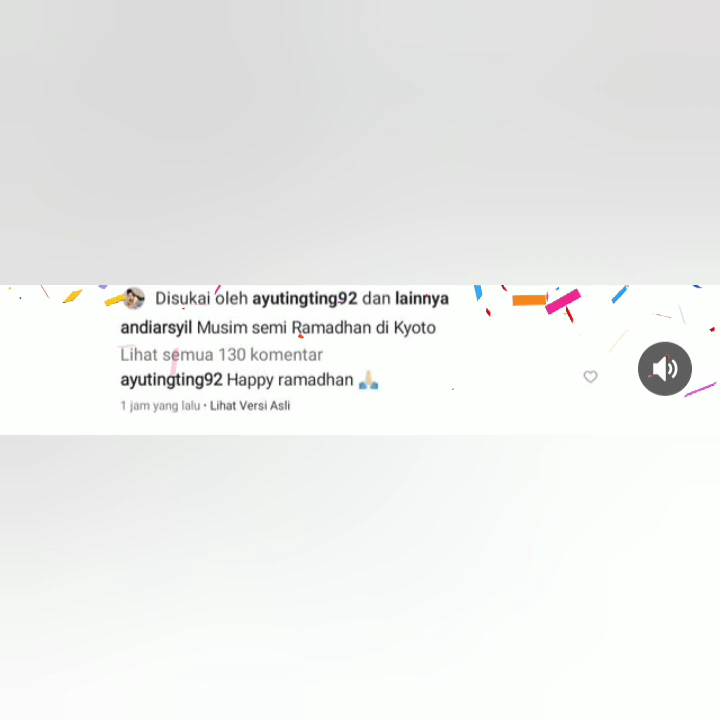 Disukai oleh ayutingting92 dan lainnya
andiarsyil Musim semi Ramadhan di Kyoto
Lihat semua 130 komentar
ayutingting92 Happy ramadhan 🙏🏼
1 jam yang lalu • Lihat Versi Asli